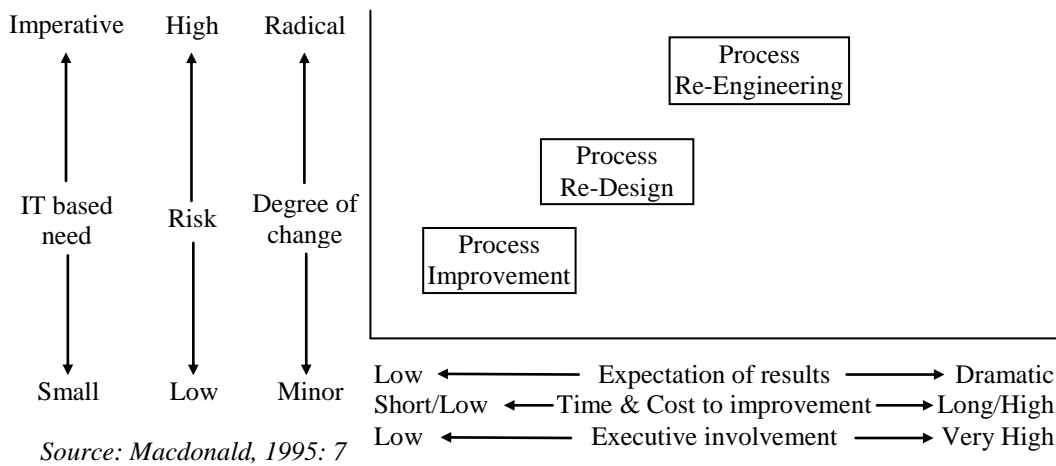 Imperative High Radical
Process
Re-Engineering
Process
Re-Design
IT based
need
Risk
Degree of
change
Process
Improvement
Small Low Minor
Low Expectation of results Dramatic
Short/Low Time & Cost to improvement Long/High
Low Executive involvement Very High
Source: Macdonald, 1995: 7